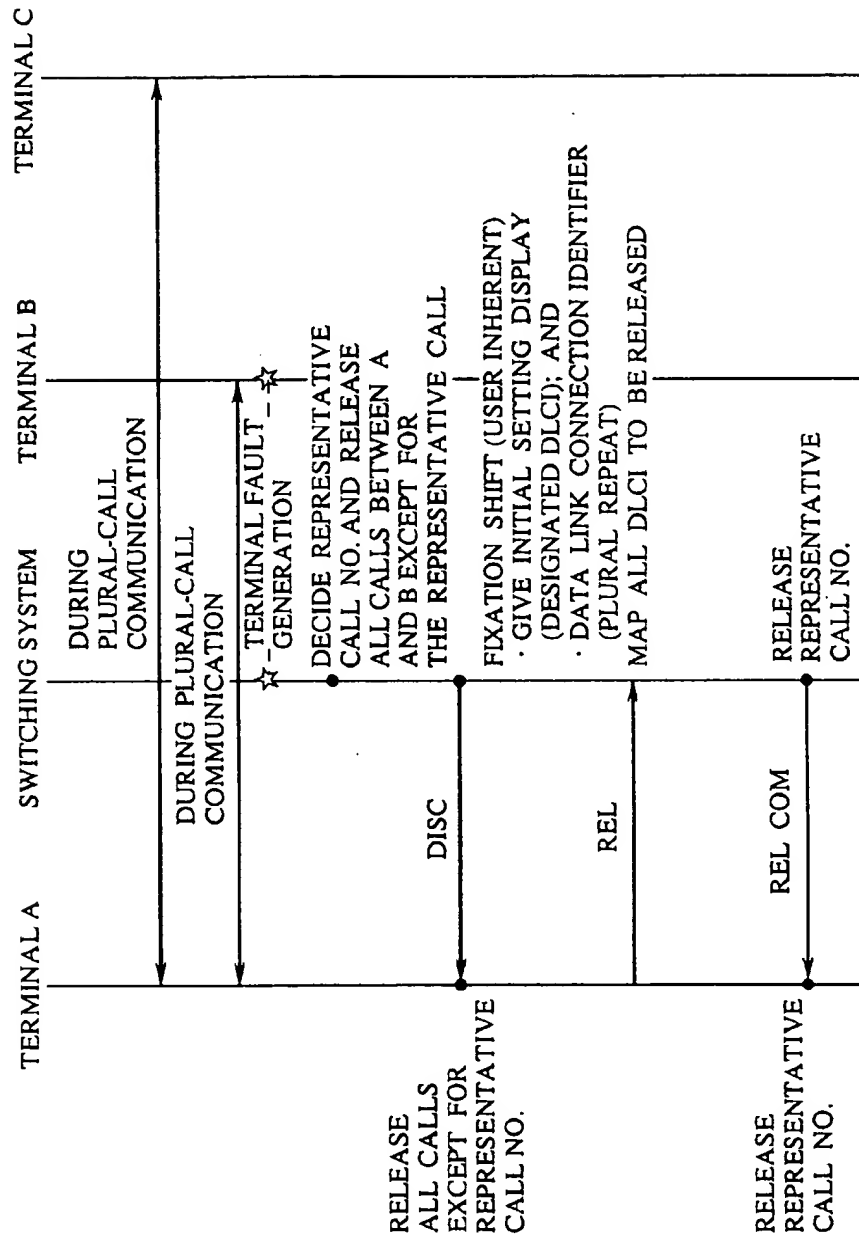 TERMINAL A
SWITCHING SYSTEM
TERMINAL B
TERMINAL C
DURING
PLURAL-CALL
COMMUNICATION
DURING PLURAL-CALL
COMMUNICATION
TERMINAL FAULT
GENERATION
DECIDE REPRESENTATIVE
CALL NO. AND RELEASE
ALL CALLS BETWEEN A
AND B EXCEPT FOR
THE REPRESENTATIVE CALL
DISC
RELEASE
ALL CALLS
EXCEPT FOR
REPRESENTATIVE
CALL NO.
FIXATION SHIFT (USER INHERENT)
· GIVE INITIAL SETTING DISPLAY
(DESIGNATED DLCI); AND
· DATA LINK CONNECTION IDENTIFIER
(PLURAL REPEAT)
MAP ALL DLCI TO BE RELEASED
REL
RELEASE
REPRESENTATIVE
CALL NO.
REL COM
RELEASE
REPRESENTATIVE
CALL NO.